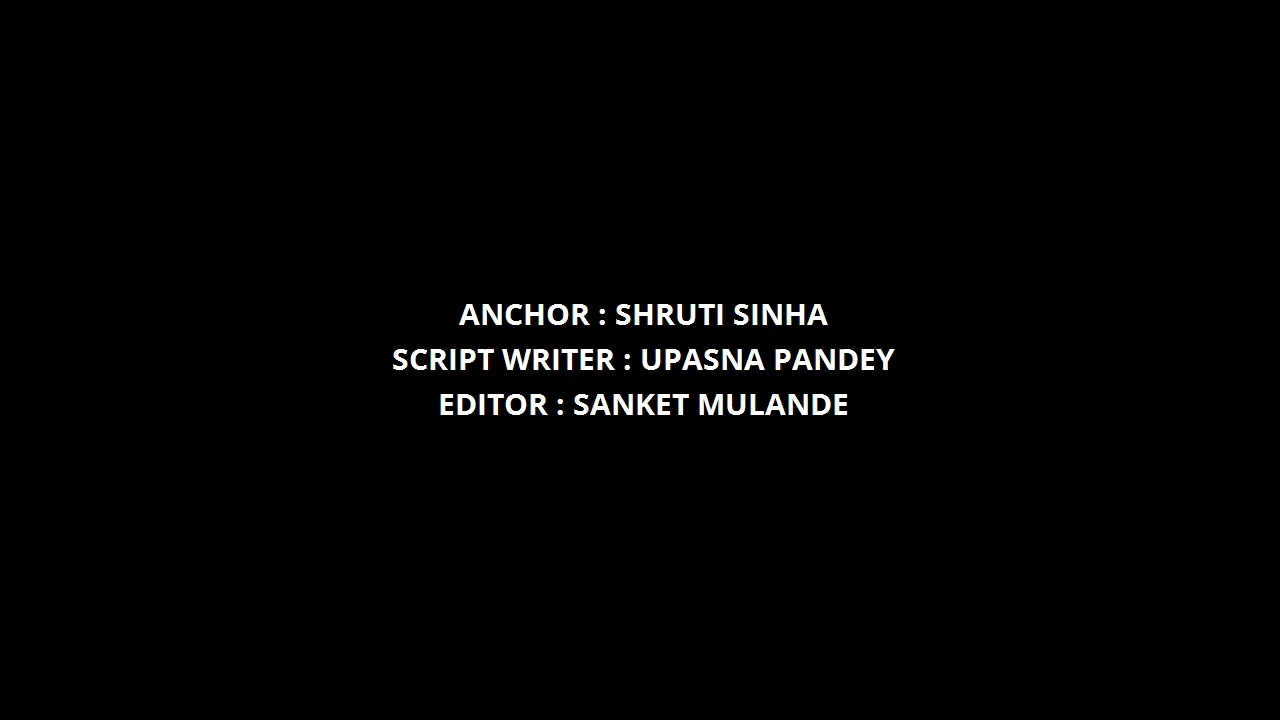 ANCHOR : SHRUTI SINHA
SCRIPT WRITER : UPASNA PANDEY
EDITOR : SANKET MULANDE